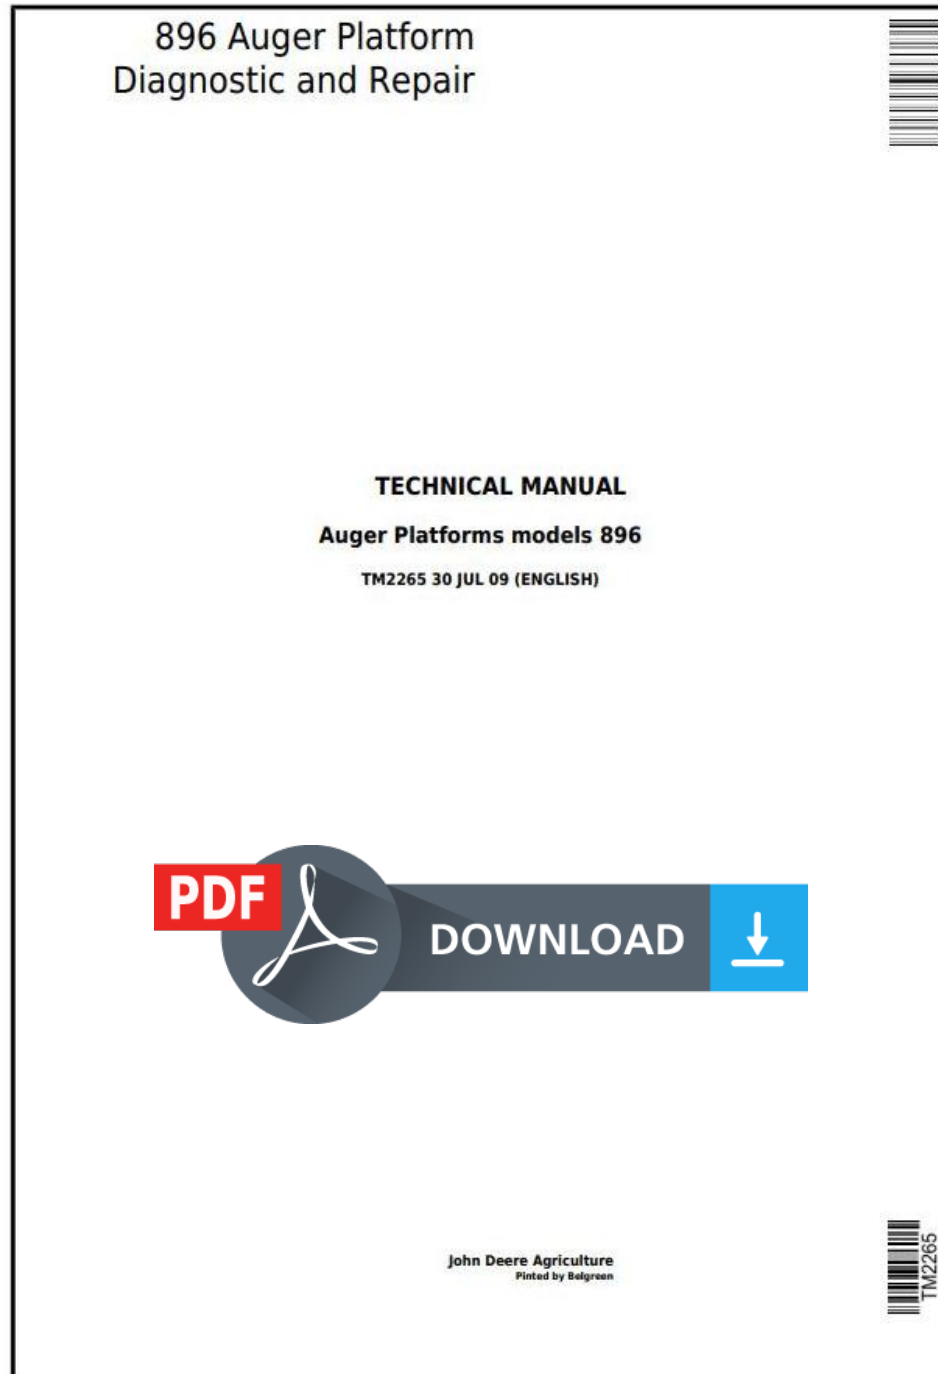 896 Auger Platform
Diagnostic and Repair
TECHNICAL MANUAL
Auger Platforms models 896
TM2265 30 JUL 09 (ENGLISH)
PDF
DOWNLOAD
John Deere Agriculture
Pinted by Belgreen
TM2265